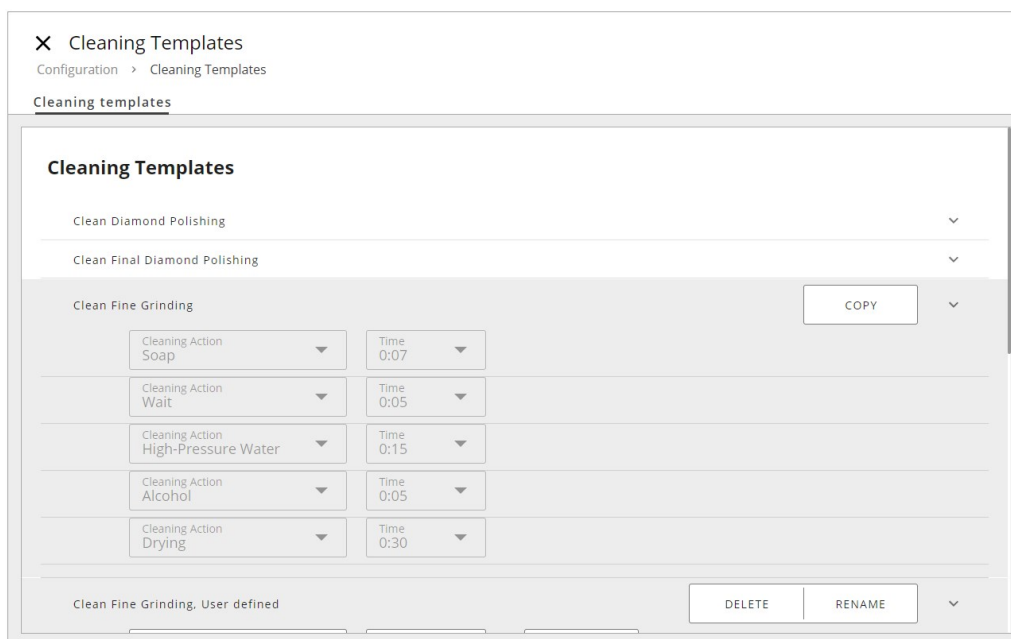 Cleaning Templates
Configuration > Cleaning Templates
Cleaning templates
Cleaning Templates
Clean Diamond Polishing
Clean Final Diamond Polishing
Clean Fine Grinding COPY
Cleaning Action Time
Soap 0:07
Cleaning Action Time
Wait 0:05
Cleaning Action Time
High-Pressure Water 0:15
Cleaning Action Time
Alcohol 0:05
Cleaning Action Time
Drying 0:30
Clean Fine Grinding, User defined DELETE RENAME